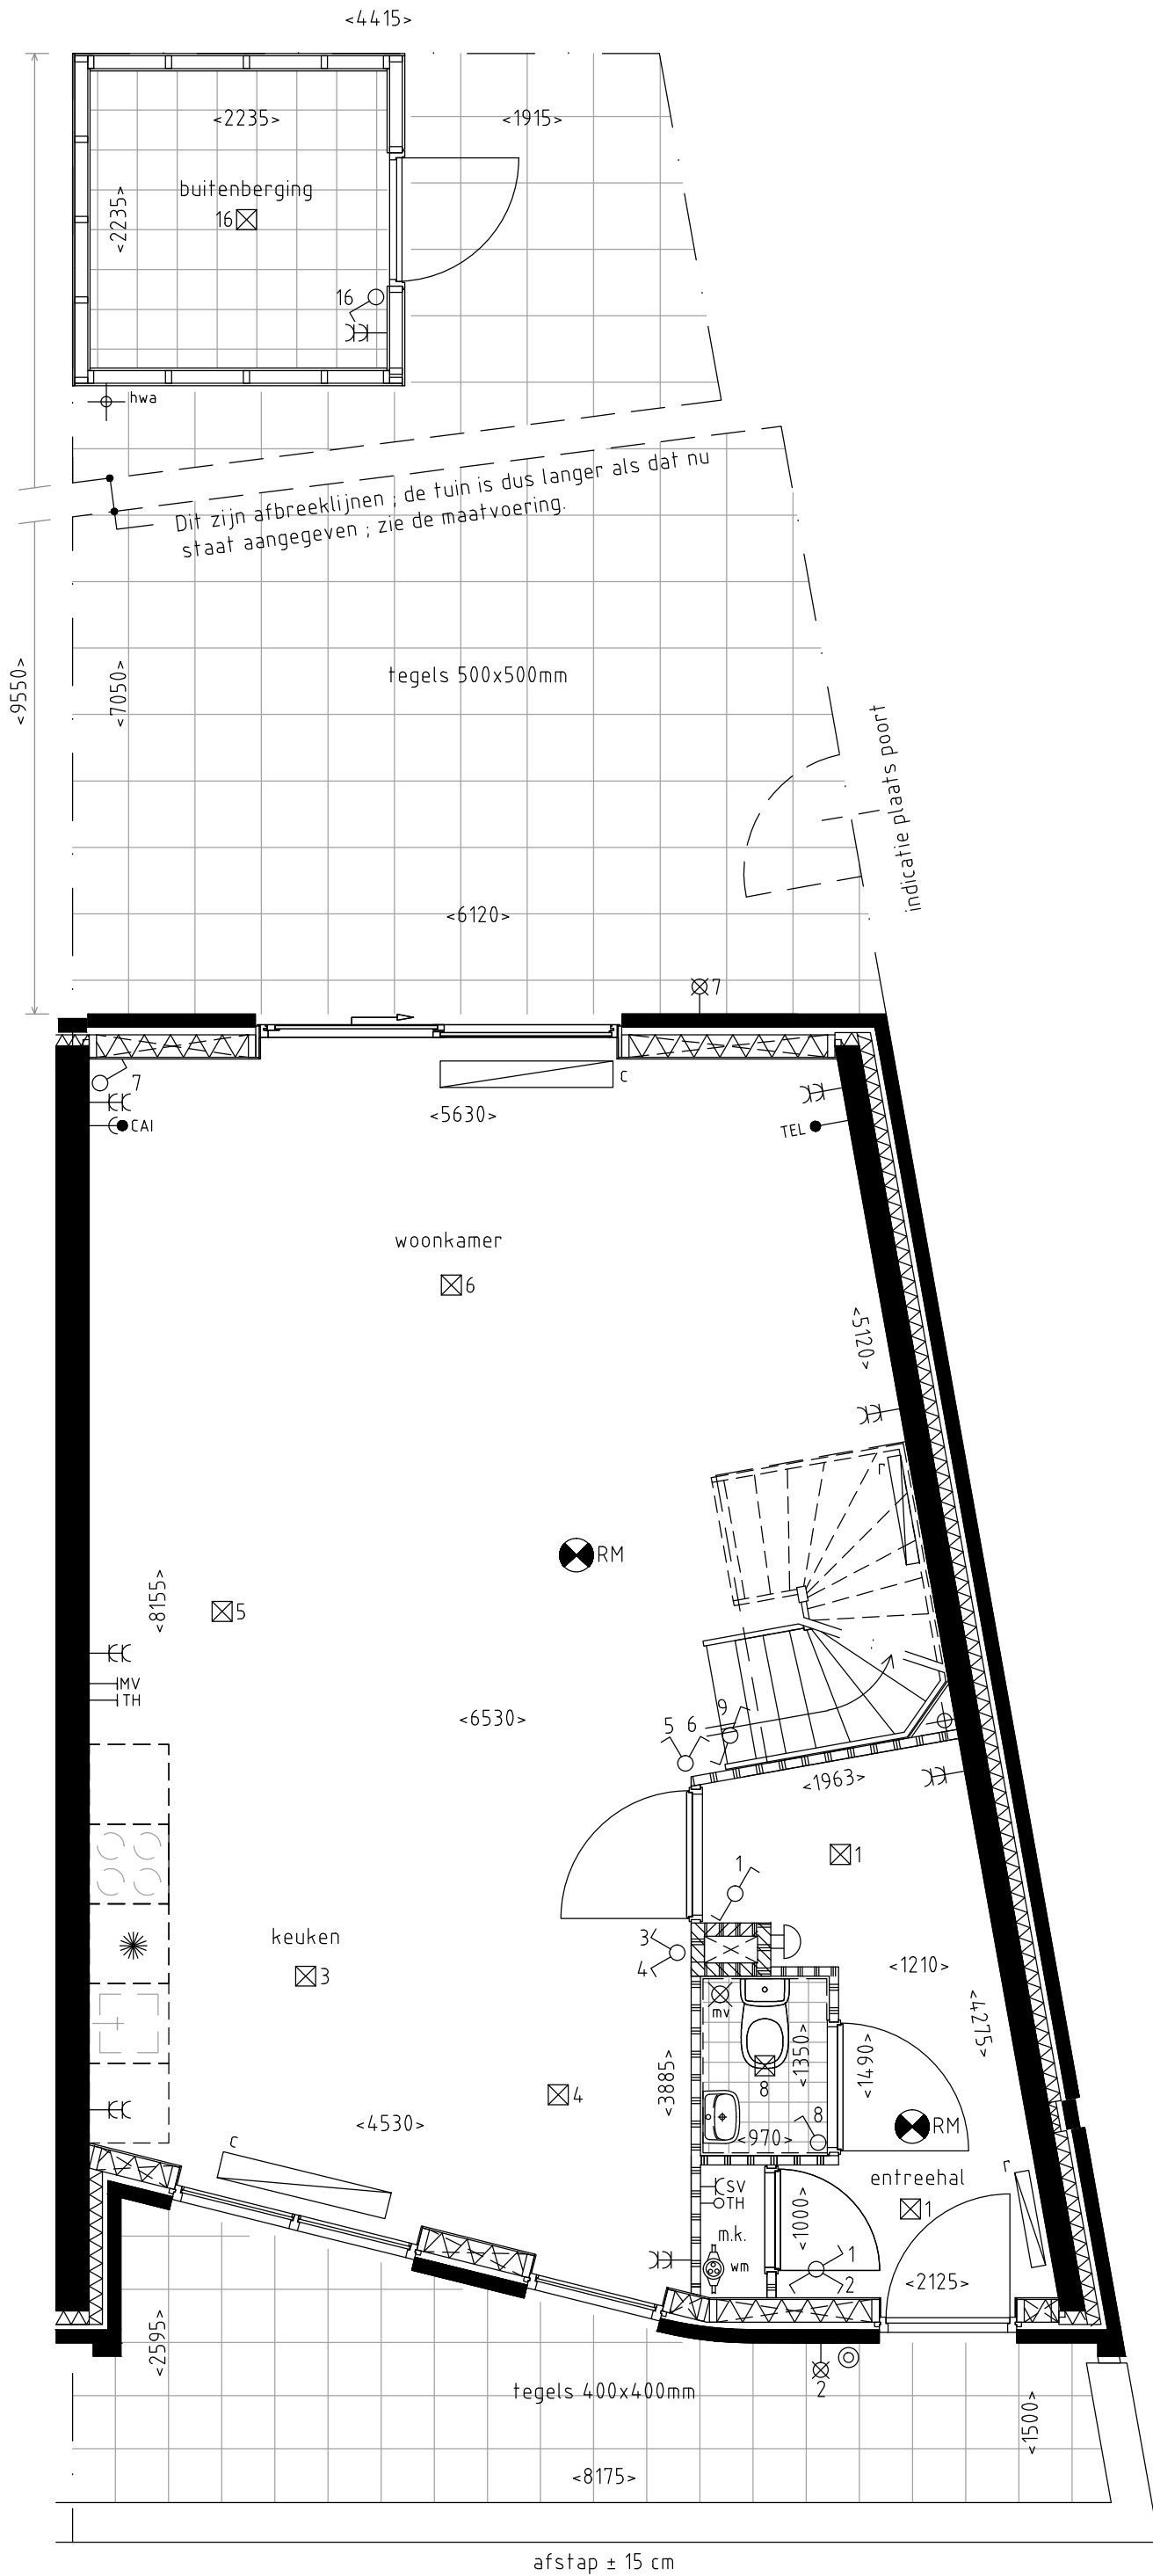 <4415>
<2235>
<1915>
buitenberging
16
<2235>
16
hwa
Dit zijn afbreeklijnen ; de tuin is dus langer als dat nu
staat aangegeven ; zie de maatvoering.
<9550>
<7050>
tegels 500x500mm
indicatie plaats poort
<6120>
7
7
c
CAI
<5630>
TEL
woonkamer
6
<5120>
r
RM
<8155>
5
MV
TH
<6530>
9
5 6
<1963>
1
1
keuken
3
3
4
<1210>
mv
<4275>
<1350>
<1490>
<3885>
8
4
8
RM
<4530>
<970>
c
entreehal
r
SV
TH
1
<1000>
m.k.
wm
1
2
<2125>
<2595>
2
tegels 400x400mm
<1500>
<8175>
afstap ± 15 cm